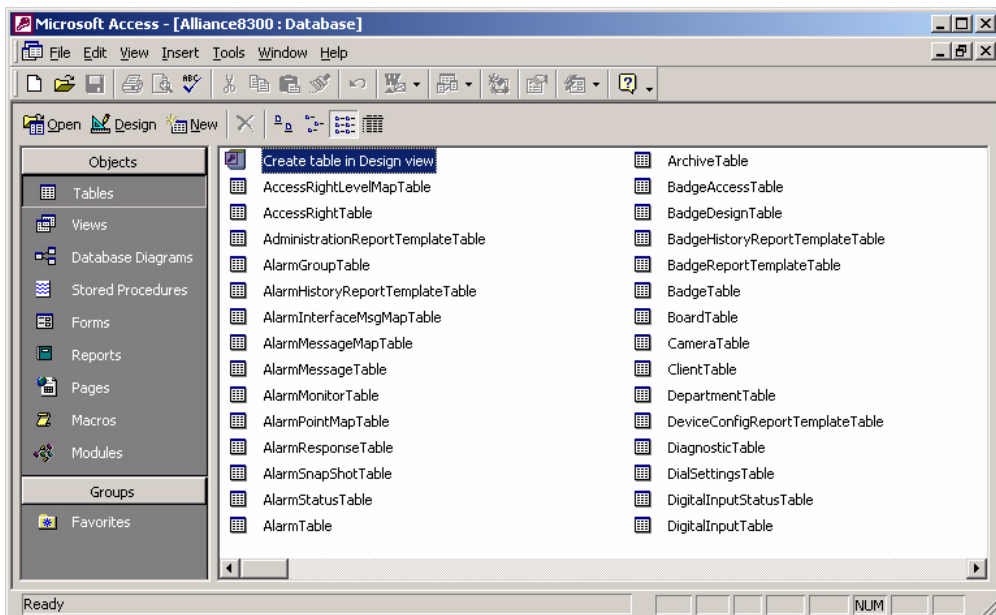 Microsoft Access - [Alliance8300 : Database]
File Edit View Insert Tools Window Help
Open Design New
Objects
Tables
Views
Database Diagrams
Stored Procedures
Forms
Reports
Pages
Macros
Modules
Groups
Favorites
Create table in Design view
AccessRightLevelMapTable
AccessRightTable
AdministrationReportTemplateTable
AlarmGroupTable
AlarmHistoryReportTemplateTable
AlarmInterfaceMsgMapTable
AlarmMessageMapTable
AlarmMessageTable
AlarmMonitorTable
AlarmPointMapTable
AlarmResponseTable
AlarmSnapShotTable
AlarmStatusTable
AlarmTable
ArchiveTable
BadgeAccessTable
BadgeDesignTable
BadgeHistoryReportTemplateTable
BadgeReportTemplateTable
BadgeTable
BoardTable
CameraTable
ClientTable
DepartmentTable
DeviceConfigReportTemplateTable
DiagnosticTable
DialSettingsTable
DigitalInputStatusTable
DigitalInputTable
Ready
NUM